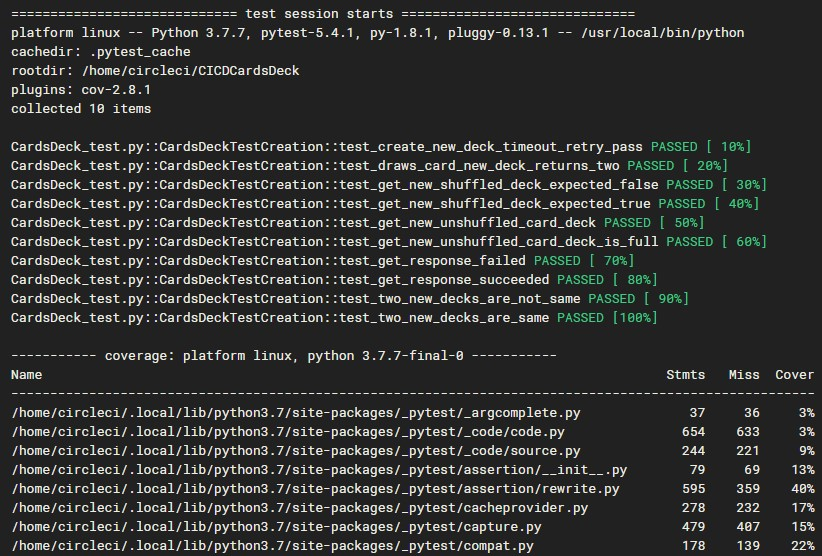 ============================= test session starts ==============================
platform linux -- Python 3.7.7, pytest-5.4.1, py-1.8.1, pluggy-0.13.1 -- /usr/local/bin/python
cachedir: .pytest_cache
rootdir: /home/circleci/CICDCardsDeck
plugins: cov-2.8.1
collected 10 items
CardsDeck_test.py::CardsDeckTestCreation::test_create_new_deck_timeout_retry_pass PASSED [ 10%]
CardsDeck_test.py::CardsDeckTestCreation::test_draws_card_new_deck_returns_two PASSED [ 20%]
CardsDeck_test.py::CardsDeckTestCreation::test_get_new_shuffled_deck_expected_false PASSED [ 30%]
CardsDeck_test.py::CardsDeckTestCreation::test_get_new_shuffled_deck_expected_true PASSED [ 40%]
CardsDeck_test.py::CardsDeckTestCreation::test_get_new_unshuffled_card_deck PASSED [ 50%]
CardsDeck_test.py::CardsDeckTestCreation::test_get_new_unshuffled_card_deck_is_full PASSED [ 60%]
CardsDeck_test.py::CardsDeckTestCreation::test_get_response_failed PASSED [ 70%]
CardsDeck_test.py::CardsDeckTestCreation::test_get_response_succeeded PASSED [ 80%]
CardsDeck_test.py::CardsDeckTestCreation::test_two_new_decks_are_not_same PASSED [ 90%]
CardsDeck_test.py::CardsDeckTestCreation::test_two_new_decks_are_same PASSED [100%]
----------- coverage: platform linux, python 3.7.7-final-0 -----------
Name Stmts Miss Cover
-------------------------------------------------------------------------------------------------------
/home/circleci/.local/lib/python3.7/site-packages/_pytest/_argcomplete.py 37 36 3%
/home/circleci/.local/lib/python3.7/site-packages/_pytest/_code/code.py 654 633 3%
/home/circleci/.local/lib/python3.7/site-packages/_pytest/_code/source.py 244 221 9%
/home/circleci/.local/lib/python3.7/site-packages/_pytest/assertion/__init__.py 79 69 13%
/home/circleci/.local/lib/python3.7/site-packages/_pytest/assertion/rewrite.py 595 359 40%
/home/circleci/.local/lib/python3.7/site-packages/_pytest/cacheprovider.py 278 232 17%
/home/circleci/.local/lib/python3.7/site-packages/_pytest/capture.py 479 407 15%
/home/circleci/.local/lib/python3.7/site-packages/_pytest/compat.py 178 139 22%